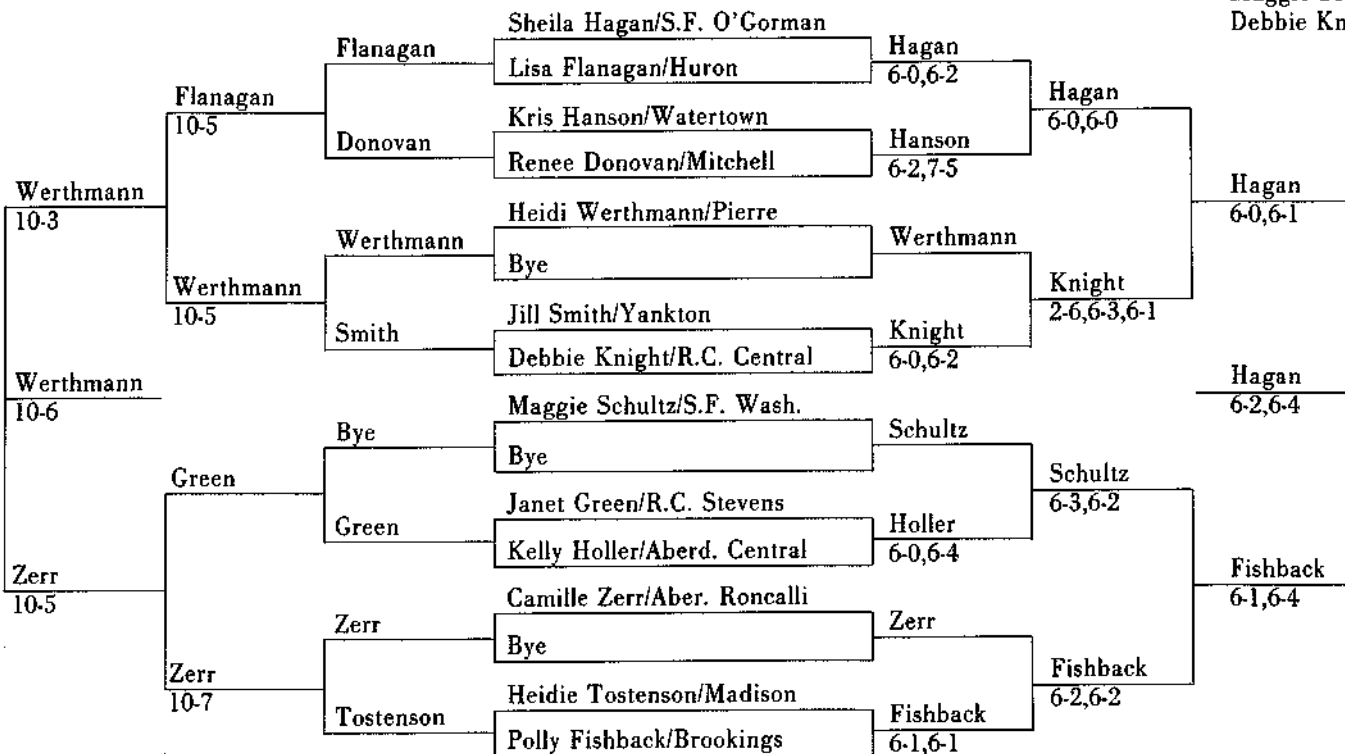 Debbie Kn
Sheila Hagan/S.F. O'Gorman
Flanagan
Hagan
Lisa Flanagan/Huron
6-0,6-2
Flanagan
10-5
Hagan
6-0,6-0
Kris Hanson/Watertown
Donovan
Hanson
Renee Donovan/Mitchell
6-2,7-5
Werthmann
10-3
Hagan
6-0,6-1
Heidi Werthmann/Pierre
Werthmann
Werthmann
Bye
Werthmann
10-5
Knight
2-6,6-3,6-1
Jill Smith/Yankton
Smith
Knight
Debbie Knight/R.C. Central
6-0,6-2
Werthmann
10-6
Hagan
6-2,6-4
Maggie Schultz/S.F. Wash.
Bye
Schultz
Bye
Green
Schultz
6-3,6-2
Janet Green/R.C. Stevens
Green
Holler
Kelly Holler/Aberd. Central
6-0,6-4
Zerr
10-5
Fishback
6-1,6-4
Camille Zerr/Aber. Roncalli
Zerr
Zerr
Bye
Zerr
10-7
Fishback
6-2,6-2
Heidie Tostenson/Madison
Tostenson
Fishback
Polly Fishback/Brookings
6-1,6-1